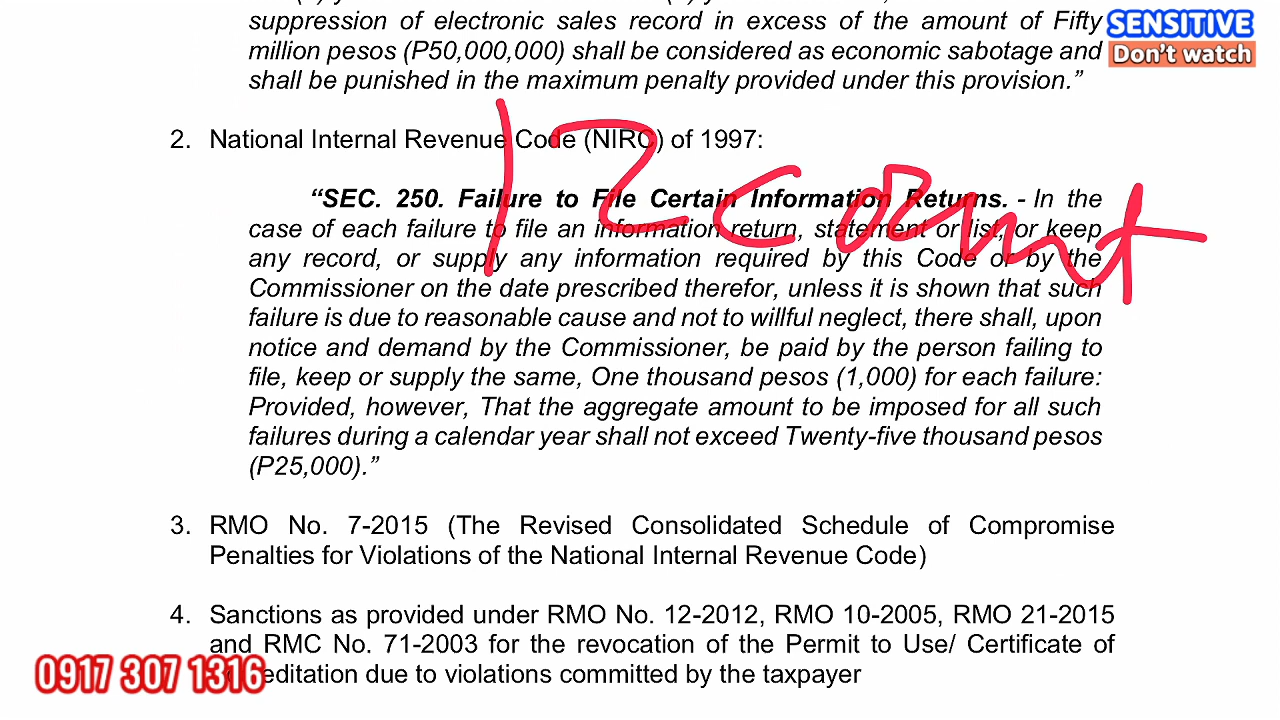 suppression of electronic sales record in excess of the amount of Fifty
million pesos (P50,000,000) shall be considered as economic sabotage and
shall be punished in the maximum penalty provided under this provision.”
SENSITIVE
Don't watch
2. National Internal Revenue Code (NIRC) of 1997:
12 count
“SEC. 250. Failure to File Certain Information Returns. - In the
case of each failure to file an information return, statement or list, or keep
any record, or supply any information required by this Code or by the
Commissioner on the date prescribed therefor, unless it is shown that such
failure is due to reasonable cause and not to willful neglect, there shall, upon
notice and demand by the Commissioner, be paid by the person failing to
file, keep or supply the same, One thousand pesos (1,000) for each failure:
Provided, however, That the aggregate amount to be imposed for all such
failures during a calendar year shall not exceed Twenty-five thousand pesos
(P25,000).”
3. RMO No. 7-2015 (The Revised Consolidated Schedule of Compromise
Penalties for Violations of the National Internal Revenue Code)
4. Sanctions as provided under RMO No. 12-2012, RMO 10-2005, RMO 21-2015
and RMC No. 71-2003 for the revocation of the Permit to Use/ Certificate of
editation due to violations committed by the taxpayer
0917 307 1316